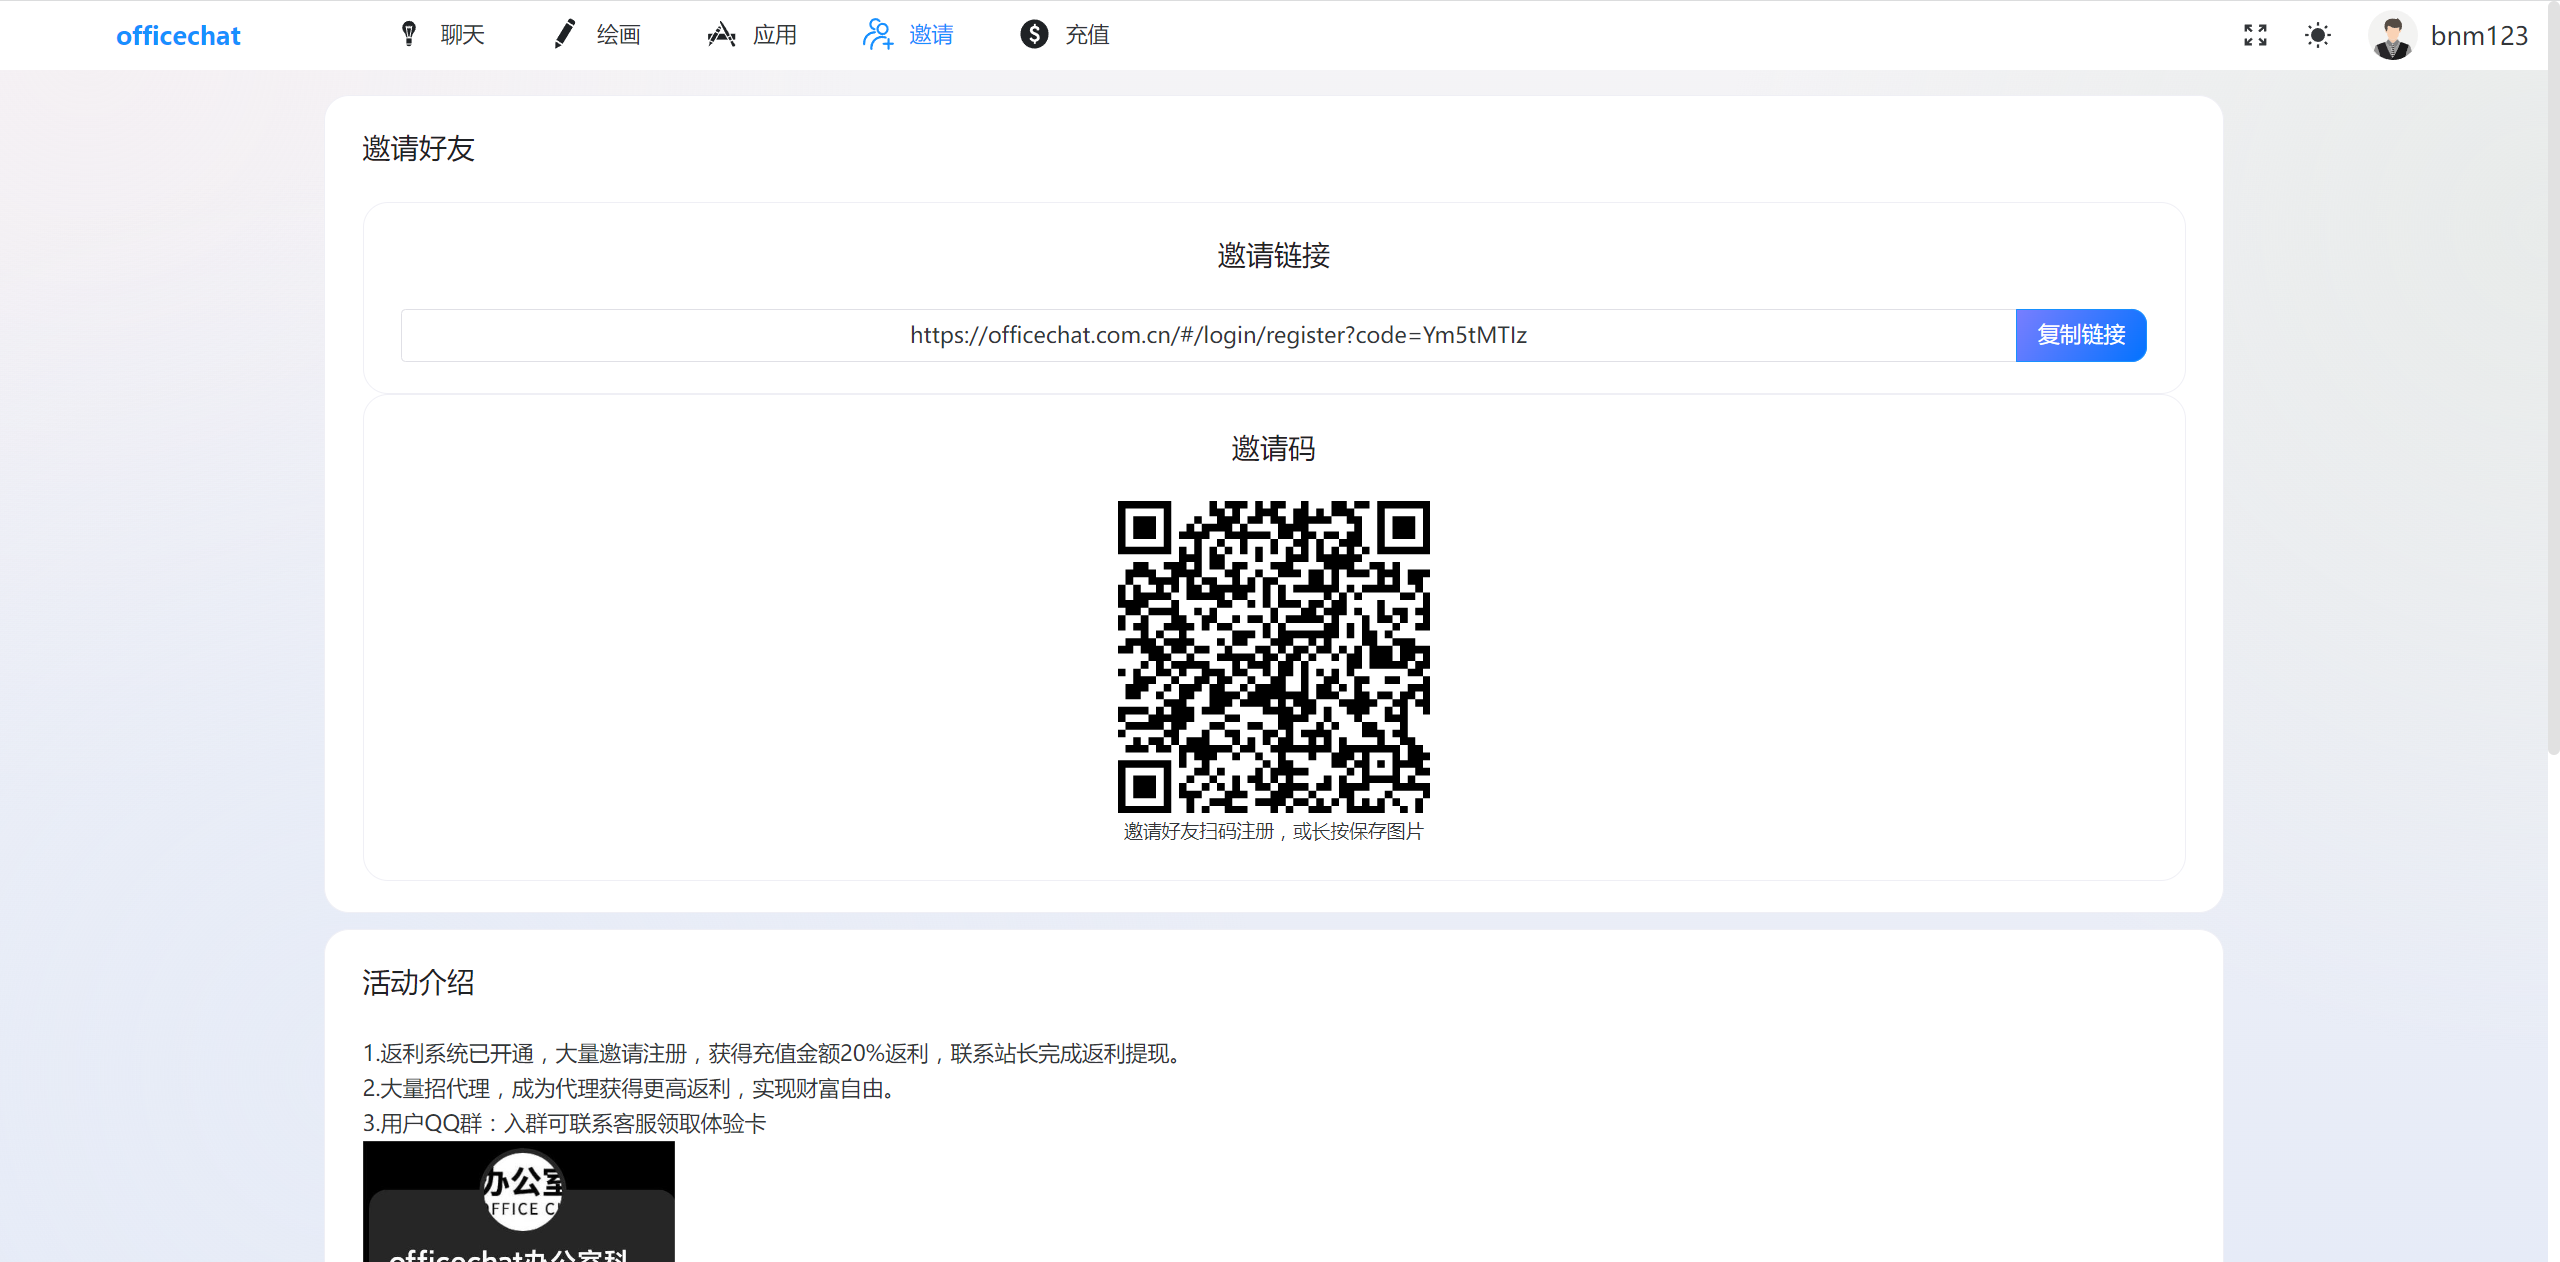 officechat
聊天
绘画
应用
邀请
充值
bnm123
邀请好友
邀请链接
https://officechat.com.cn/#/login/register?code=Ym5tMTIz
复制链接
邀请码
邀请好友扫码注册，或长按保存图片
活动介绍
1.返利系统已开通，大量邀请注册，获得充值金额20%返利，联系站长完成返利提现。
2.大量招代理，成为代理获得更高返利，实现财富自由。
3.用户QQ群：入群可联系客服领取体验卡
办公室
OFFICE C
officechat办公室科